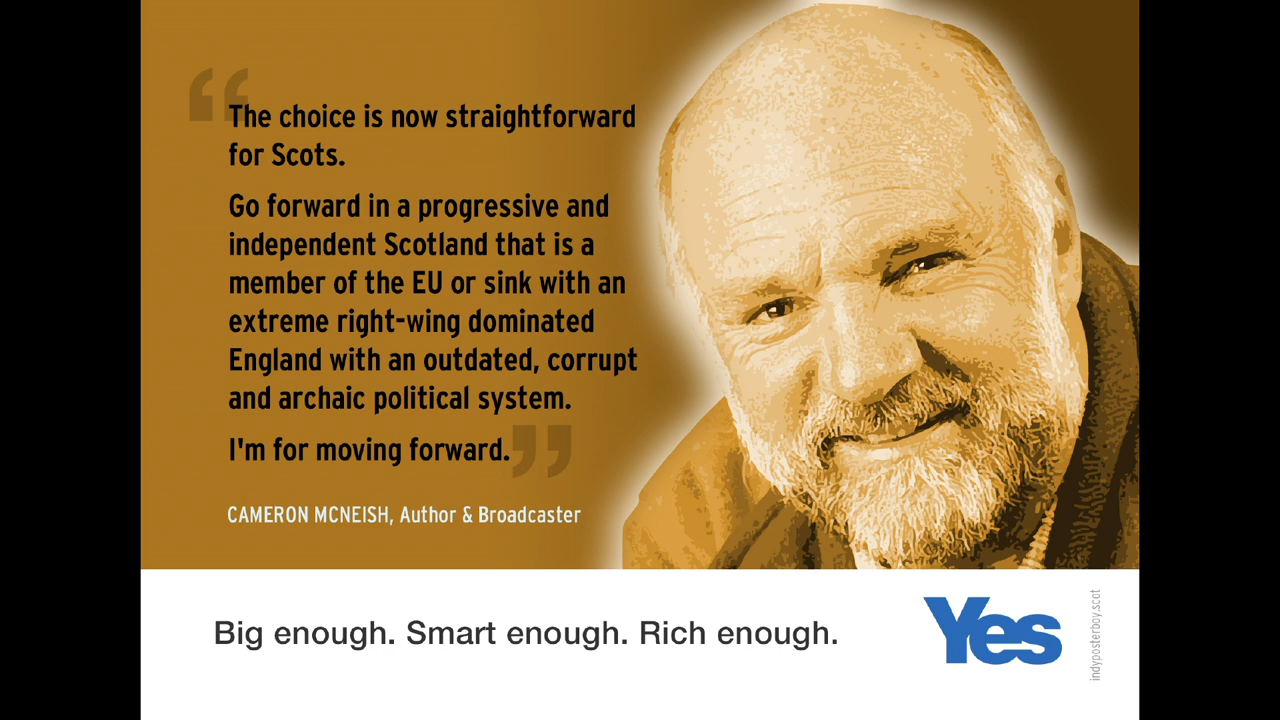 “The choice is now straightforward
for Scots.
Go forward in a progressive and
independent Scotland that is a
member of the EU or sink with an
extreme right-wing dominated
England with an outdated, corrupt
and archaic political system.
I'm for moving forward.”
CAMERON MCNEISH, Author & Broadcaster
Big enough. Smart enough. Rich enough.
Yes
indyposterboy.scot